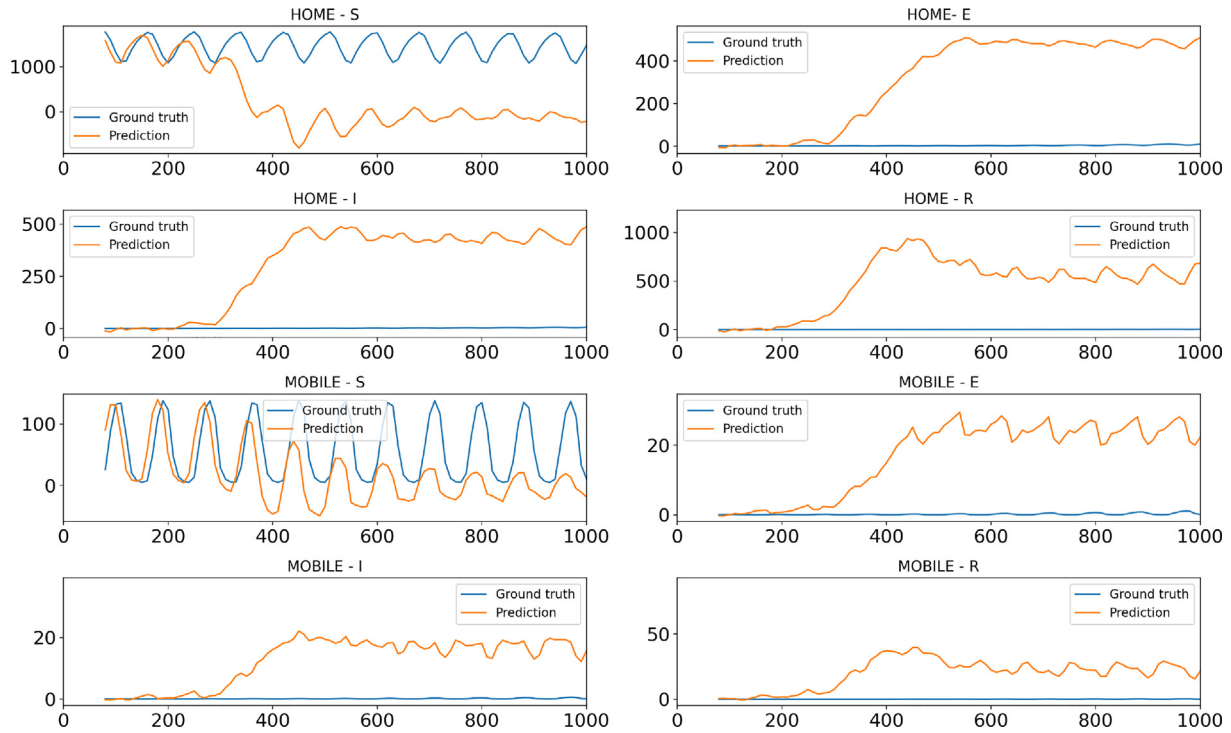 HOME - S
1000
0
Ground truth
Prediction
0 200 400 600 800 1000
HOME- E
400
200
0
Ground truth
Prediction
0 200 400 600 800 1000
HOME - I
500
250
0
Ground truth
Prediction
0 200 400 600 800 1000
HOME - R
1000
500
0
Ground truth
Prediction
0 200 400 600 800 1000
MOBILE - S
100
0
Ground truth
Prediction
0 200 400 600 800 1000
MOBILE - E
20
0
Ground truth
Prediction
0 200 400 600 800 1000
MOBILE - I
20
0
Ground truth
Prediction
0 200 400 600 800 1000
MOBILE - R
50
0
Ground truth
Prediction
0 200 400 600 800 1000